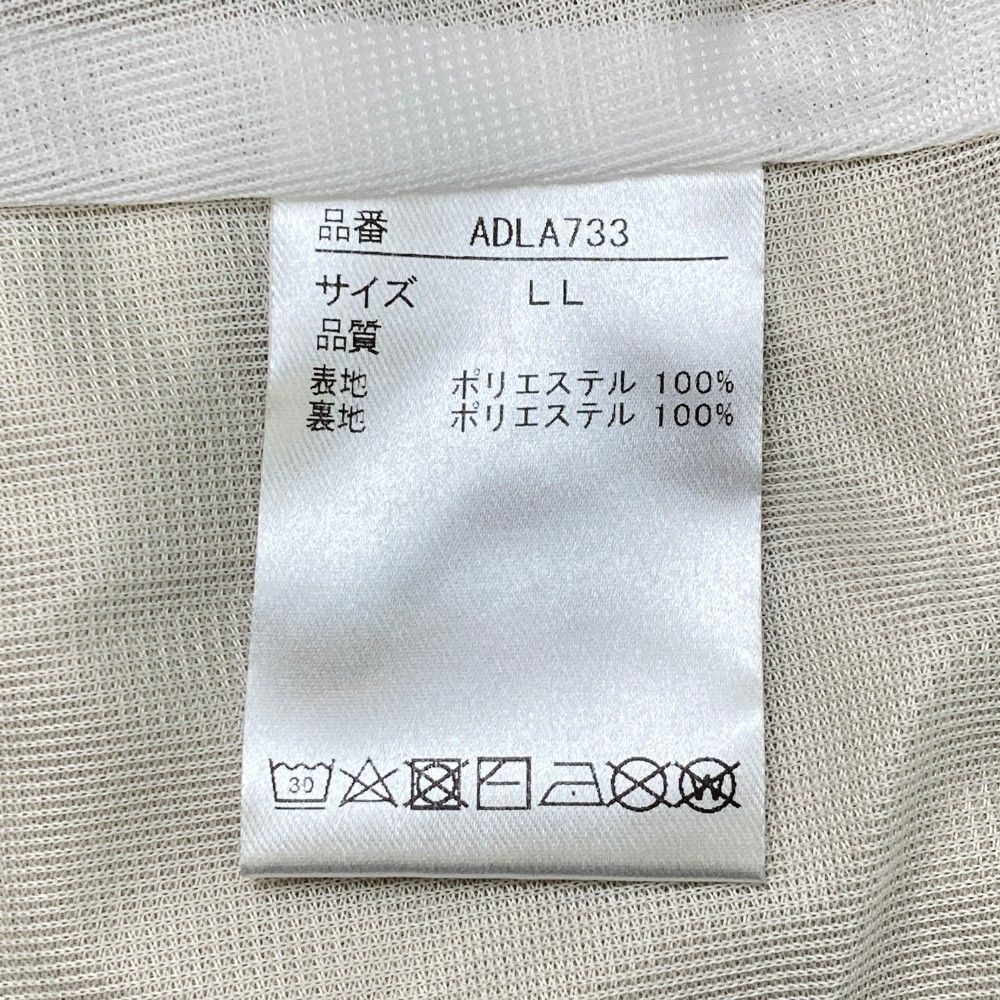 品番 ADLA733
サイズ LL
品質
表地 ポリエステル 100%
裏地 ポリエステル 100%
30 W